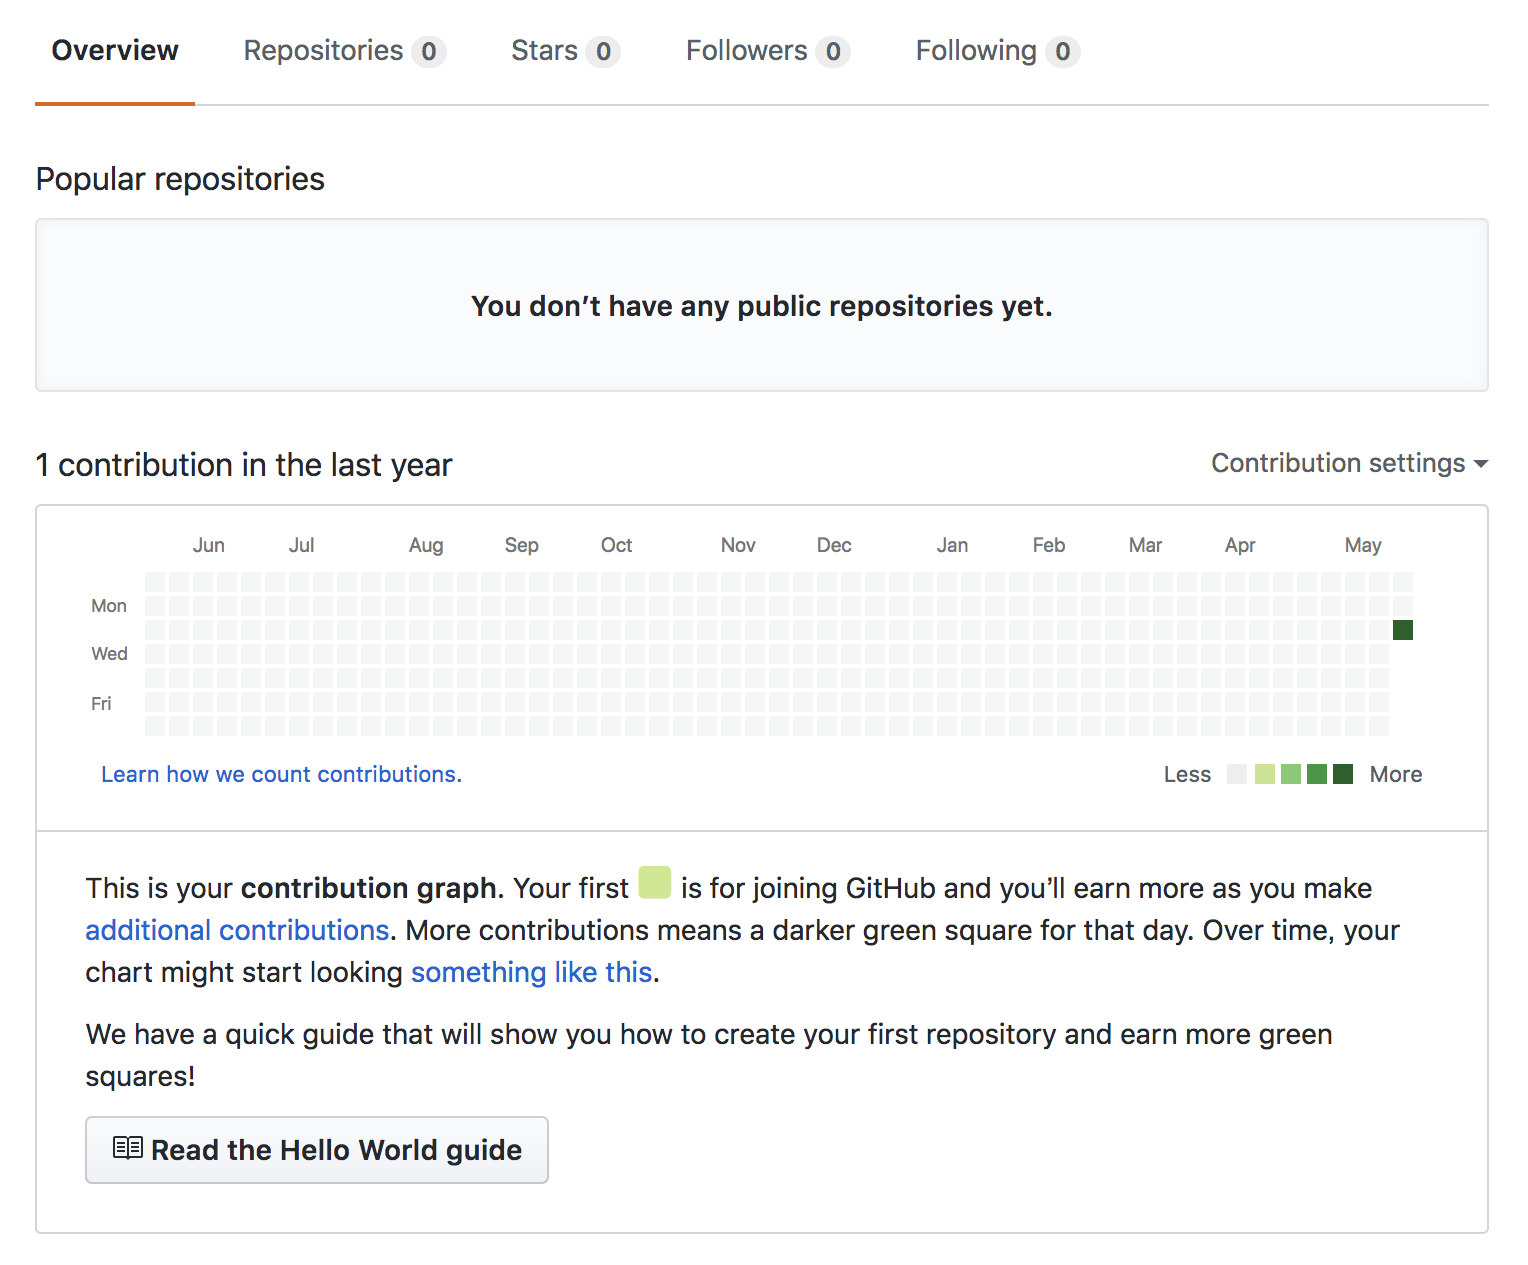 Overview Repositories 0 Stars 0 Followers 0 Following 0
Popular repositories
You don’t have any public repositories yet.
1 contribution in the last year Contribution settings
Jun Jul Aug Sep Oct Nov Dec Jan Feb Mar Apr May
Mon
Wed
Fri
Learn how we count contributions. Less More
This is your contribution graph. Your first is for joining GitHub and you’ll earn more as you make
additional contributions. More contributions means a darker green square for that day. Over time, your
chart might start looking something like this.
We have a quick guide that will show you how to create your first repository and earn more green
squares!
Read the Hello World guide